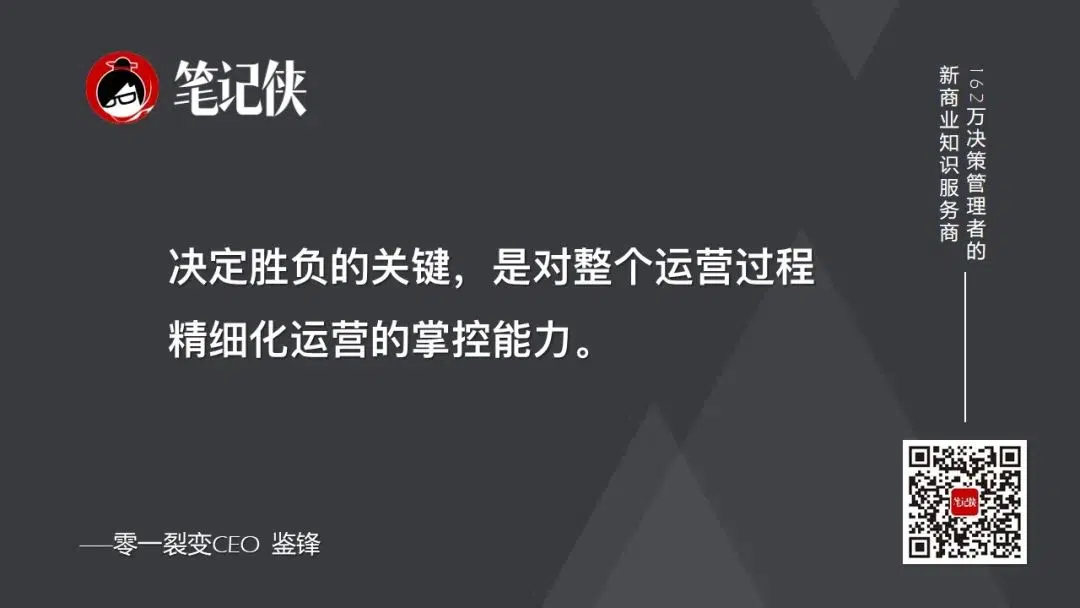 笔记侠
162万决策管理者的
新商业知识服务商
决定胜负的关键，是对整个运营过程
精细化运营的掌控能力。
——零一裂变CEO 鉴锋
笔记侠